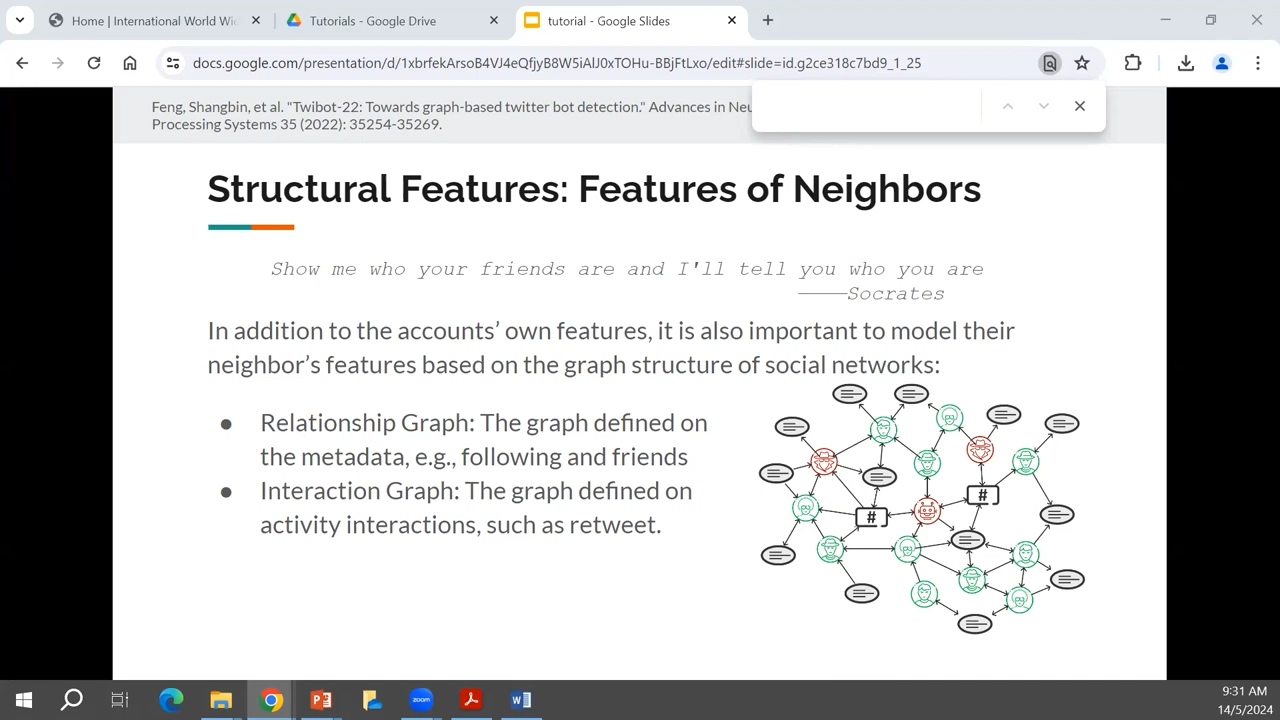 Home | International World Wi
Tutorials - Google Drive
tutorial - Google Slides
docs.google.com/presentation/d/1xbrfekArsoB4VJ4eQfjyB8W5iAlJ0xTOHu-BBjFtLxo/edit#slide=id.g2ce318c7bd9_1_25
Feng, Shangbin, et al. "Twibot-22: Towards graph-based twitter bot detection." Advances in Neu
Processing Systems 35 (2022): 35254-35269.
Structural Features: Features of Neighbors
Show me who your friends are and I'll tell you who you are
———Socrates
In addition to the accounts’ own features, it is also important to model their
neighbor’s features based on the graph structure of social networks:
● Relationship Graph: The graph defined on
the metadata, e.g., following and friends
● Interaction Graph: The graph defined on
activity interactions, such as retweet.
#
#
zoom
9:31 AM
14/5/2024